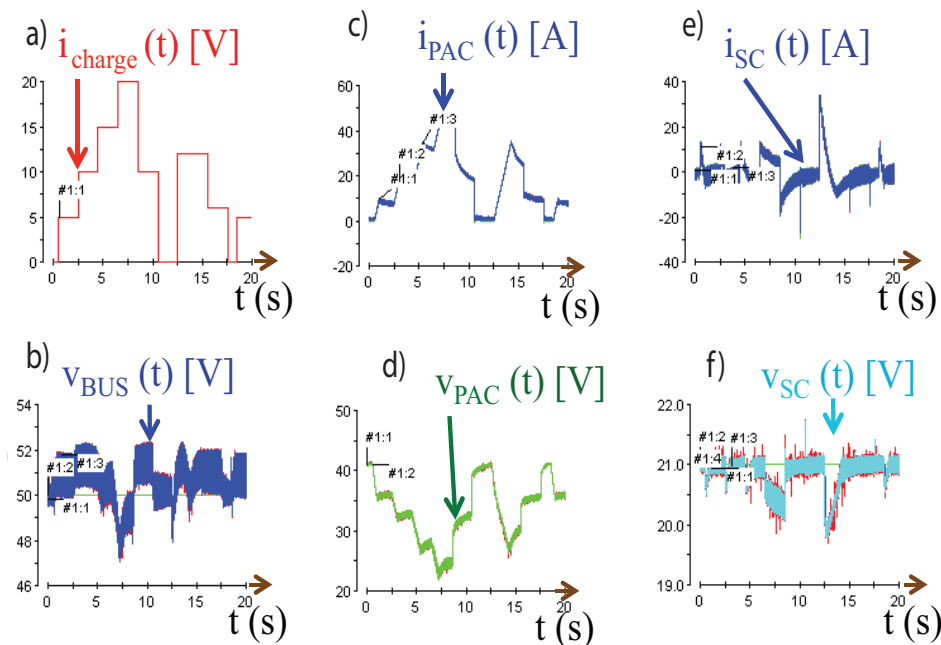 a)
i_charge (t) [V]
20
15
10
5
0
#1:1
0 5 10 15 20
t (s)
c)
i_PAC (t) [A]
60
40
20
0
-20
#1:3
#1:2
#1:1
0 5 10 15 20
t (s)
e)
i_SC (t) [A]
40
20
0
-20
-40
#1:2
#1:1 #1:3
0 5 10 15 20
t (s)
b)
v_BUS (t) [V]
54
52
50
48
46
#1:2 #1:3
#1:1
0 5 10 15 20
t (s)
d)
v_PAC (t) [V]
50
40
30
20
#1:1
#1:2
0 5 10 15 20
t (s)
f)
v_SC (t) [V]
22.0
21.0
20.0
19.0
#1:2 #1:3
#1:4
#1:1
0 5 10 15 20
t (s)